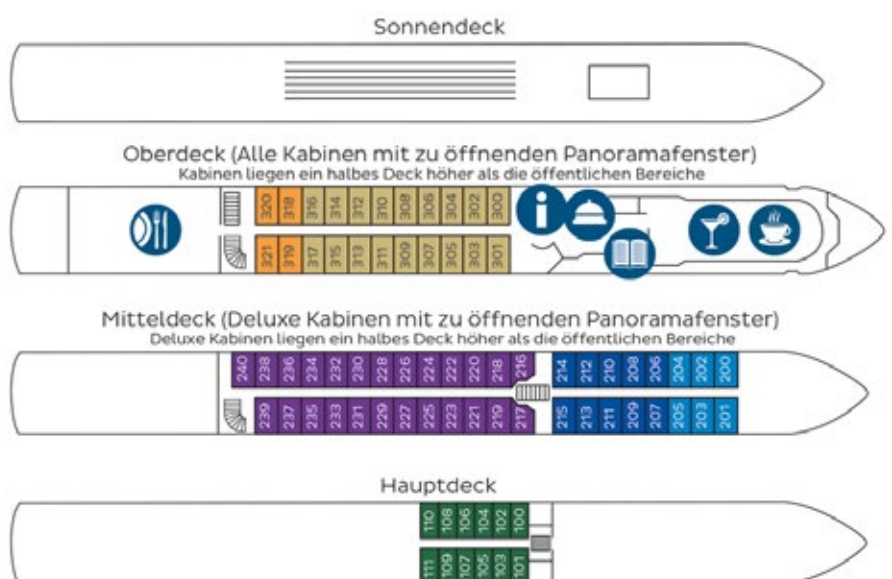 Sonnendeck
Oberdeck (Alle Kabinen mit zu öffnenden Panoramafenster)
Kabinen liegen ein halbes Deck höher als die öffentlichen Bereiche
320 318 316 314 312 310 308 306 304 302 300
i
321 319 317 315 313 311 309 307 305 303 301
Mitteldeck (Deluxe Kabinen mit zu öffnenden Panoramafenster)
Deluxe Kabinen liegen ein halbes Deck höher als die öffentlichen Bereiche
240 238 236 234 232 230 228 226 224 222 220 218 216 214 212 210 208 206 204 202 200
239 237 235 233 231 229 227 225 223 221 219 217 215 213 211 209 207 205 203 201
Hauptdeck
110 108 106 104 102 100
111 109 107 105 103 101